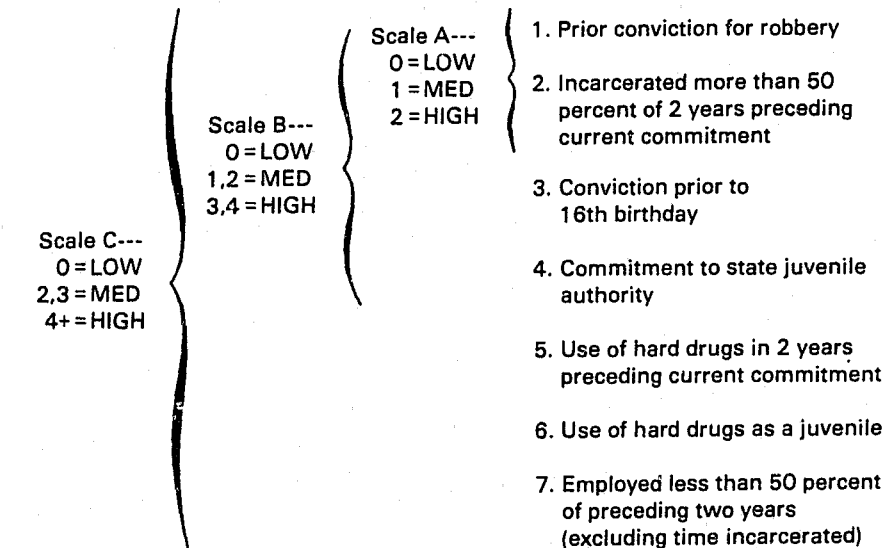 Scale C---
0=LOW
2,3=MED
4+=HIGH
Scale B---
0=LOW
1,2=MED
3,4=HIGH
Scale A---
0=LOW
1=MED
2=HIGH
1. Prior conviction for robbery
2. Incarcerated more than 50
percent of 2 years preceding
current commitment
3. Conviction prior to
16th birthday
4. Commitment to state juvenile
authority
5. Use of hard drugs in 2 years
preceding current commitment
6. Use of hard drugs as a juvenile
7. Employed less than 50 percent
of preceding two years
(excluding time incarcerated)